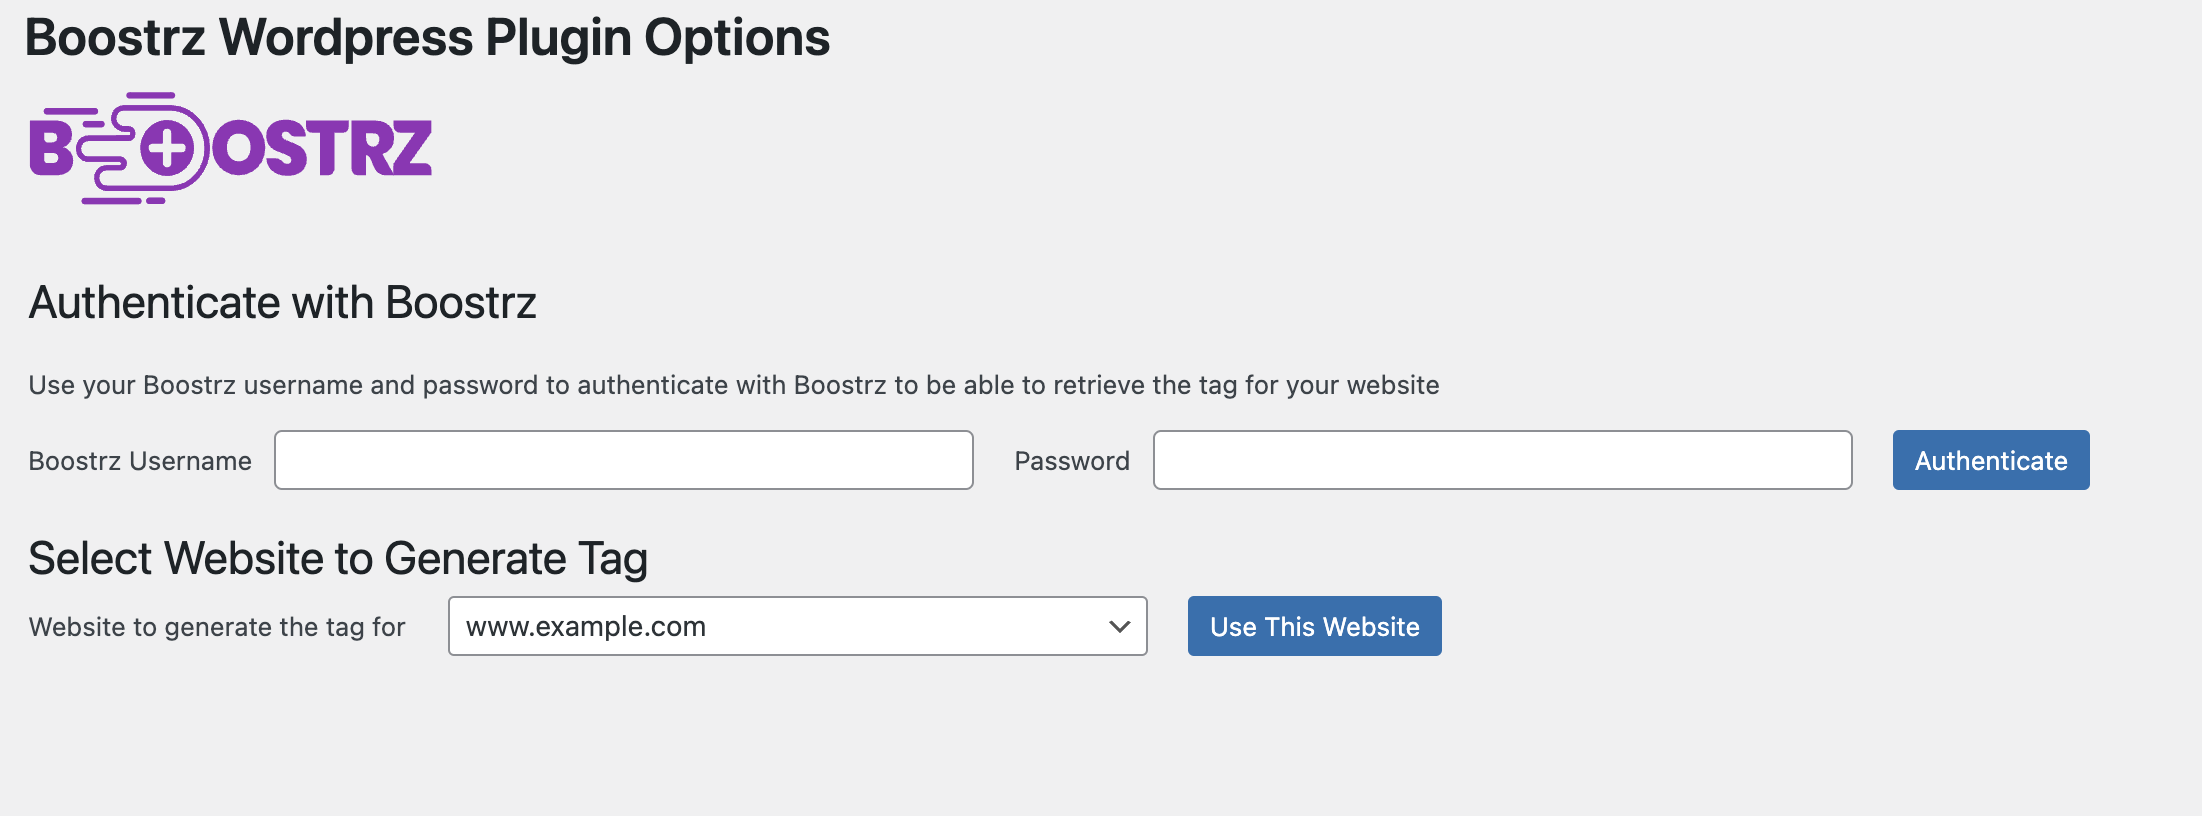 Boostrz Wordpress Plugin Options
BOOSTRZ
Authenticate with Boostrz
Use your Boostrz username and password to authenticate with Boostrz to be able to retrieve the tag for your website
Boostrz Username Password Authenticate
Select Website to Generate Tag
Website to generate the tag for www.example.com Use This Website